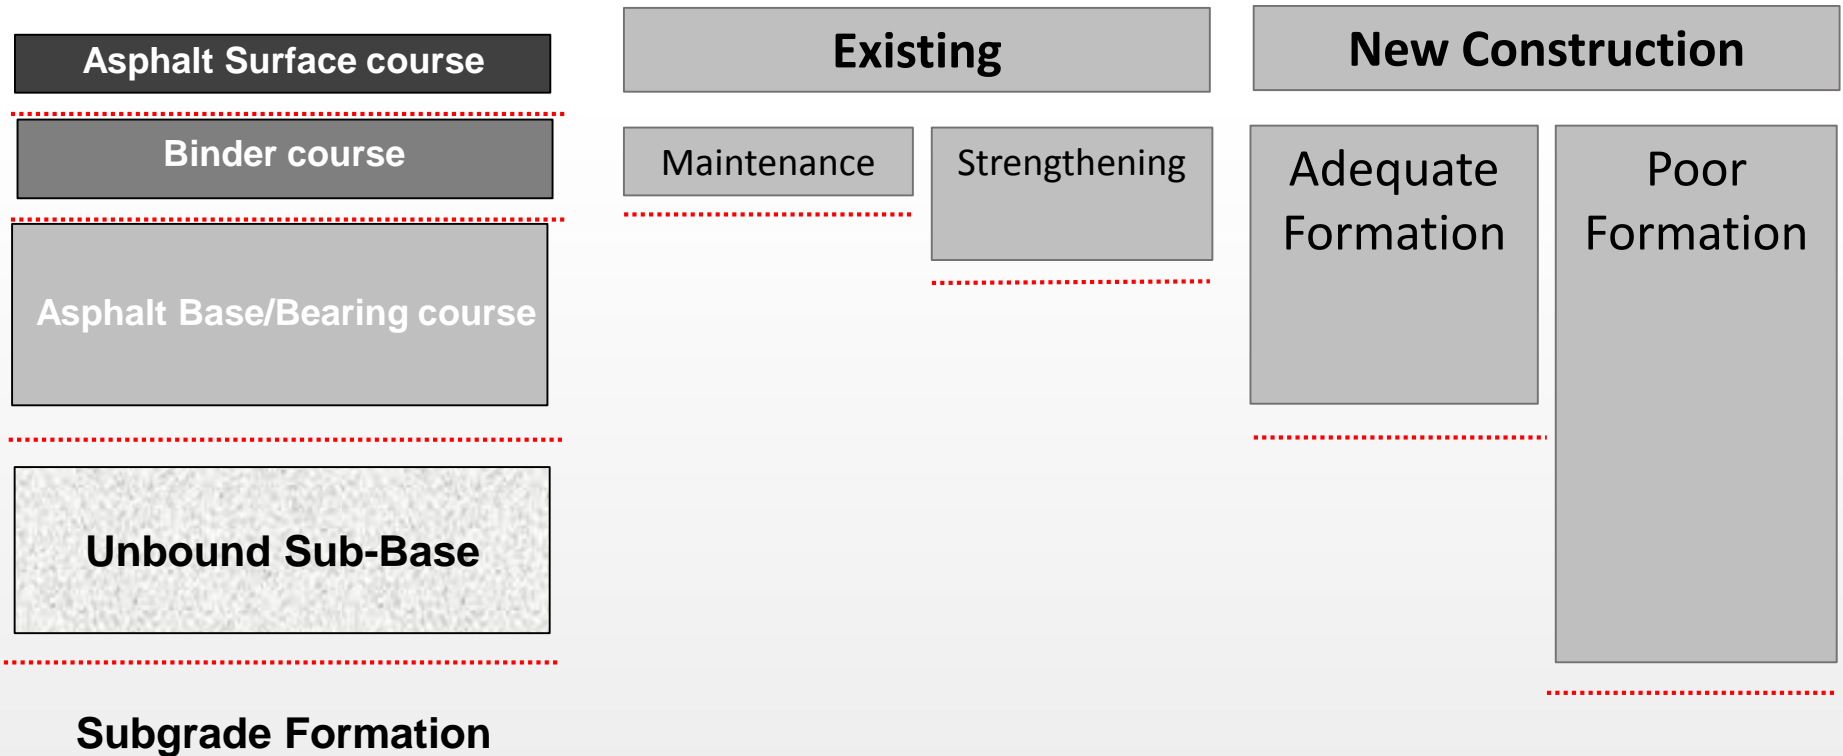 Asphalt Surface course
Binder course
Asphalt Base/Bearing course
Unbound Sub-Base
Subgrade Formation
Existing
Maintenance
Strengthening
New Construction
Adequate
Formation
Poor
Formation